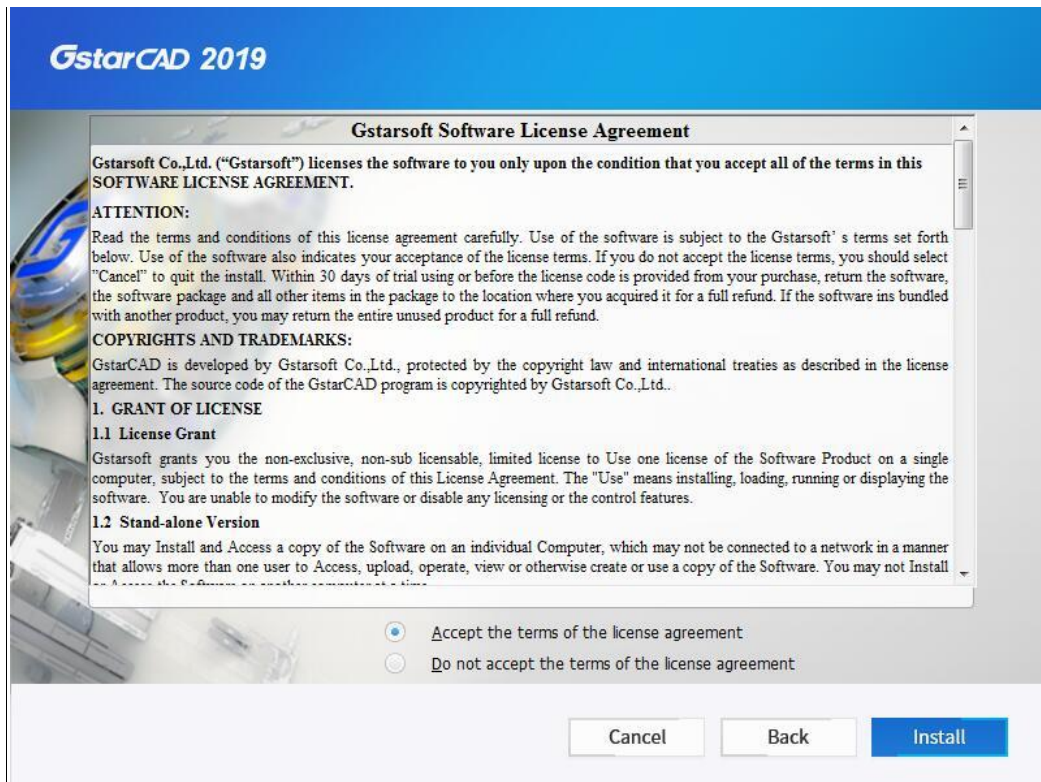 GstarCAD 2019
Gstarsoft Software License Agreement
Gstarsoft Co.,Ltd. (“Gstarsoft”) licenses the software to you only upon the condition that you accept all of the terms in this
SOFTWARE LICENSE AGREEMENT.
ATTENTION:
Read the terms and conditions of this license agreement carefully. Use of the software is subject to the Gstarsoft’ s terms set forth
below. Use of the software also indicates your acceptance of the license terms. If you do not accept the license terms, you should select
”Cancel” to quit the install. Within 30 days of trial using or before the license code is provided from your purchase, return the software,
the software package and all other items in the package to the location where you acquired it for a full refund. If the software ins bundled
with another product, you may return the entire unused product for a full refund.
COPYRIGHTS AND TRADEMARKS:
GstarCAD is developed by Gstarsoft Co.,Ltd., protected by the copyright law and international treaties as described in the license
agreement. The source code of the GstarCAD program is copyrighted by Gstarsoft Co.,Ltd..
1. GRANT OF LICENSE
1.1 License Grant
Gstarsoft grants you the non-exclusive, non-sub licensable, limited license to Use one license of the Software Product on a single
computer, subject to the terms and conditions of this License Agreement. The "Use" means installing, loading, running or displaying the
software. You are unable to modify the software or disable any licensing or the control features.
1.2 Stand-alone Version
You may Install and Access a copy of the Software on an individual Computer, which may not be connected to a network in a manner
that allows more than one user to Access, upload, operate, view or otherwise create or use a copy of the Software. You may not Install
or Access the Software on another computer at a time.
Accept the terms of the license agreement
Do not accept the terms of the license agreement
Cancel
Back
Install